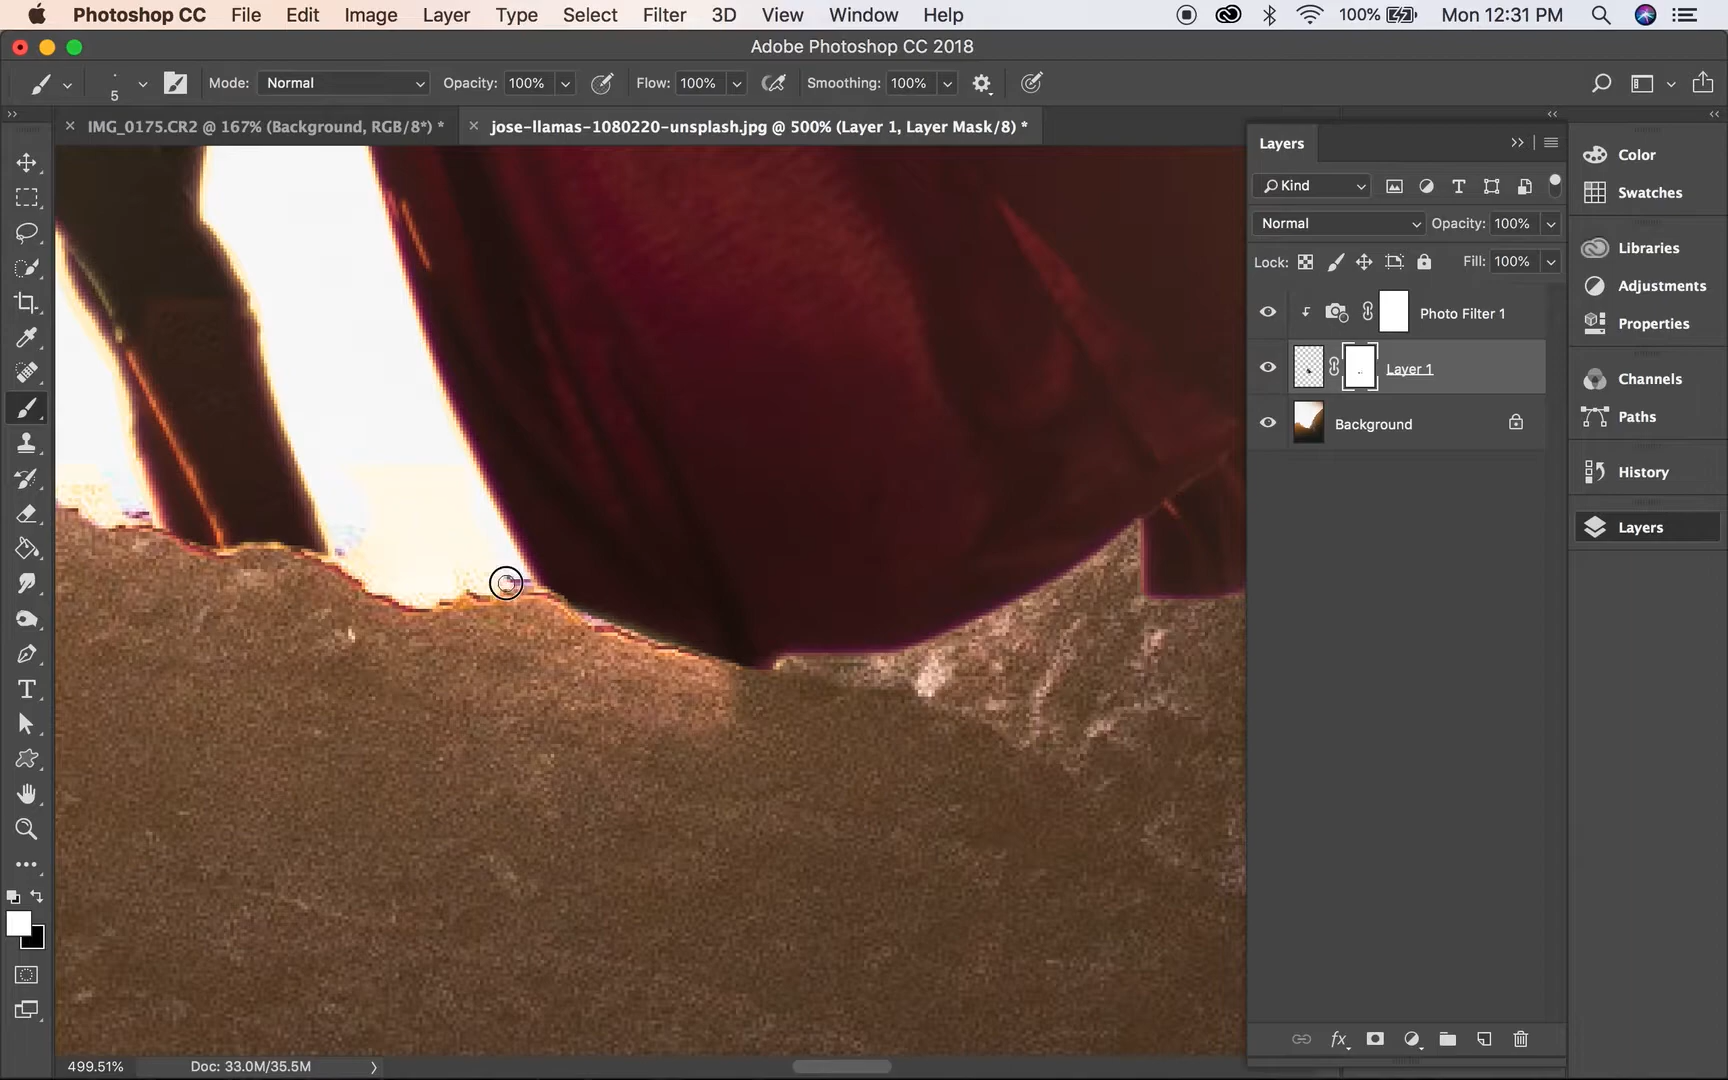 Photoshop CC File Edit Image Layer Type Select Filter 3D View Window Help 100% Mon 12:31 PM
Adobe Photoshop CC 2018
5 Mode: Normal Opacity: 100% Flow: 100% Smoothing: 100%
IMG_0175.CR2 @ 167% (Background, RGB/8*) * jose-llamas-1080220-unsplash.jpg @ 500% (Layer 1, Layer Mask/8) *
Layers
Kind
Normal Opacity: 100%
Lock: Fill: 100%
Photo Filter 1
Layer 1
Background
Color
Swatches
Libraries
Adjustments
Properties
Channels
Paths
History
Layers
499.51% Doc: 33.0M/35.5M